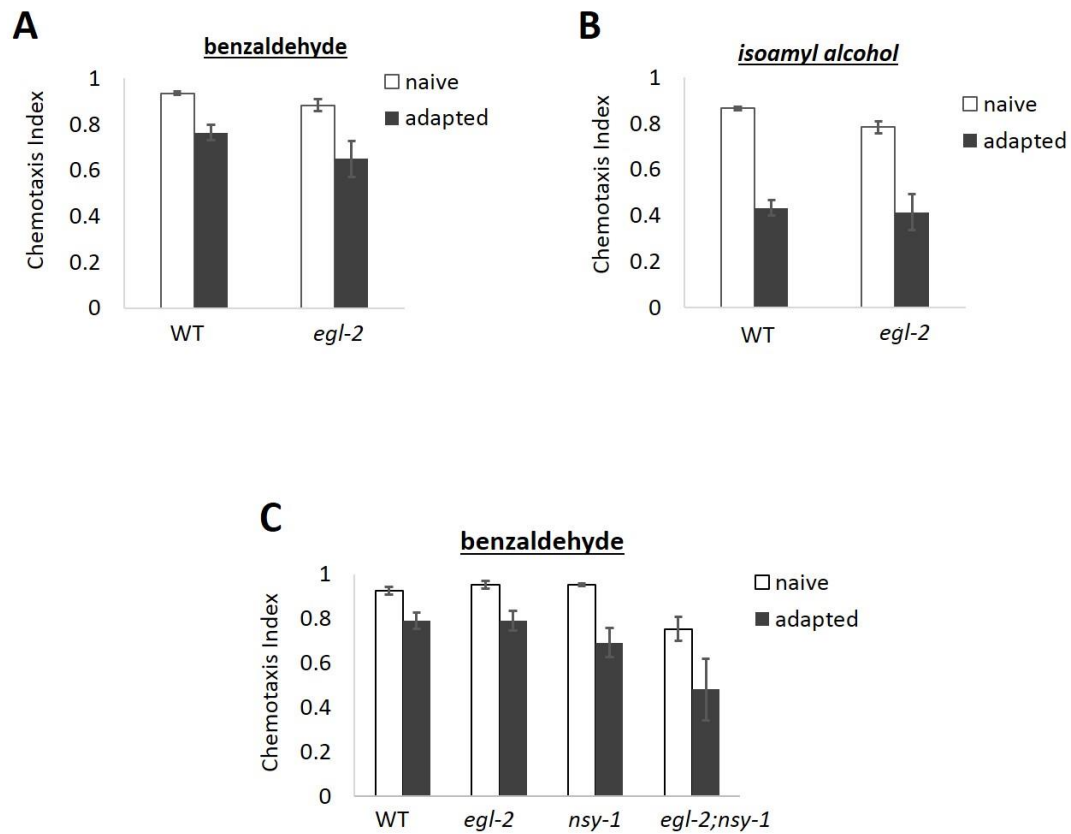 A
benzaldehyde
Chemotaxis Index
1
0.8
0.6
0.4
0.2
0
WT
egl-2
naive
adapted
B
isoamyl alcohol
Chemotaxis Index
1
0.8
0.6
0.4
0.2
0
WT
egl-2
naive
adapted
C
benzaldehyde
Chemotaxis Index
1
0.8
0.6
0.4
0.2
0
WT
egl-2
nsy-1
egl-2;nsy-1
naive
adapted